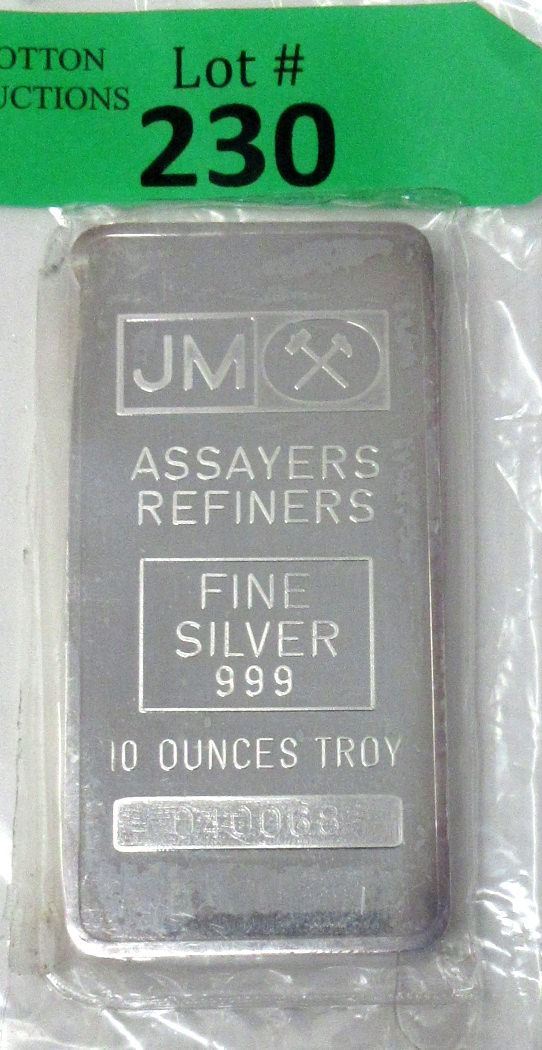 OTTON
UCTIONS
Lot #
230
JM
ASSAYERS
REFINERS
FINE
SILVER
999
10 OUNCES TROY